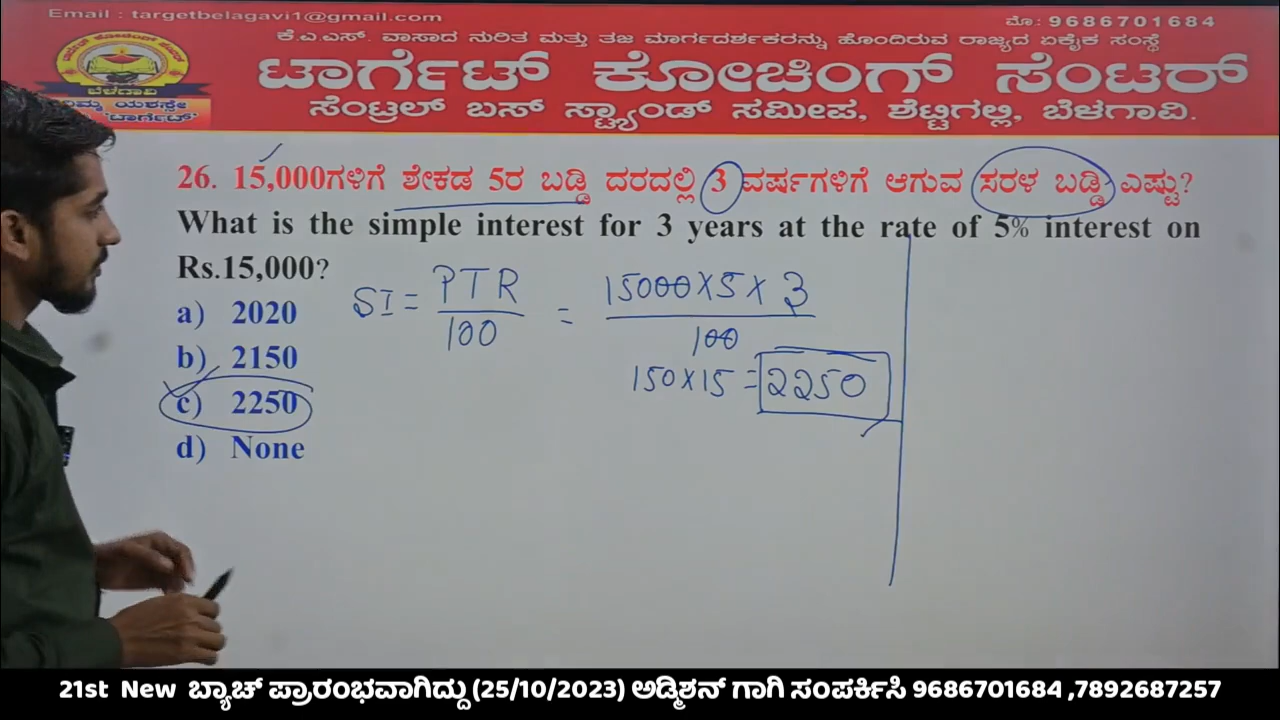 Email : targetbelagavi1@gmail.com
ಮೊ : 9686701684
ಕೆ.ಎ.ಎಸ್. ವಾಸಾದ ನುರಿತ ಮತ್ತು ತಜ್ಞ ಮಾರ್ಗದರ್ಶಕರನ್ನು ಹೊಂದಿರುವ ರಾಜ್ಯದ ಏಕೈಕ ಸಂಸ್ಥೆ
ಟಾರ್ಗೆಟ್ ಕೋಚಿಂಗ್ ಸೆಂಟರ್
ಬೆಳಗಾವಿ
ನಿಮ್ಮ ಯಶಸ್ಸೇ
'ಟಾರ್ಗೆಟ್'
ಸೆಂಟ್ರಲ್ ಬಸ್ ಸ್ಟ್ಯಾಂಡ್ ಸಮೀಪ, ಶೆಟ್ಟಿಗಲ್ಲಿ, ಬೆಳಗಾವಿ.
26. 15,000ಗಳಿಗೆ ಶೇಕಡ 5ರ ಬಡ್ಡಿ ದರದಲ್ಲಿ 3 ವರ್ಷಗಳಿಗೆ ಆಗುವ ಸರಳ ಬಡ್ಡಿ ಎಷ್ಟು?
What is the simple interest for 3 years at the rate of 5% interest on
Rs.15,000?
a) 2020
b) 2150
c) 2250
d) None
SI = PTR/100 = 15000×5×3/100
150×15 = 2250
21st New ಬ್ಯಾಚ್ ಪ್ರಾರಂಭವಾಗಿದ್ದು (25/10/2023) ಅಡ್ಮಿಶನ್ ಗಾಗಿ ಸಂಪರ್ಕಿಸಿ 9686701684 ,7892687257